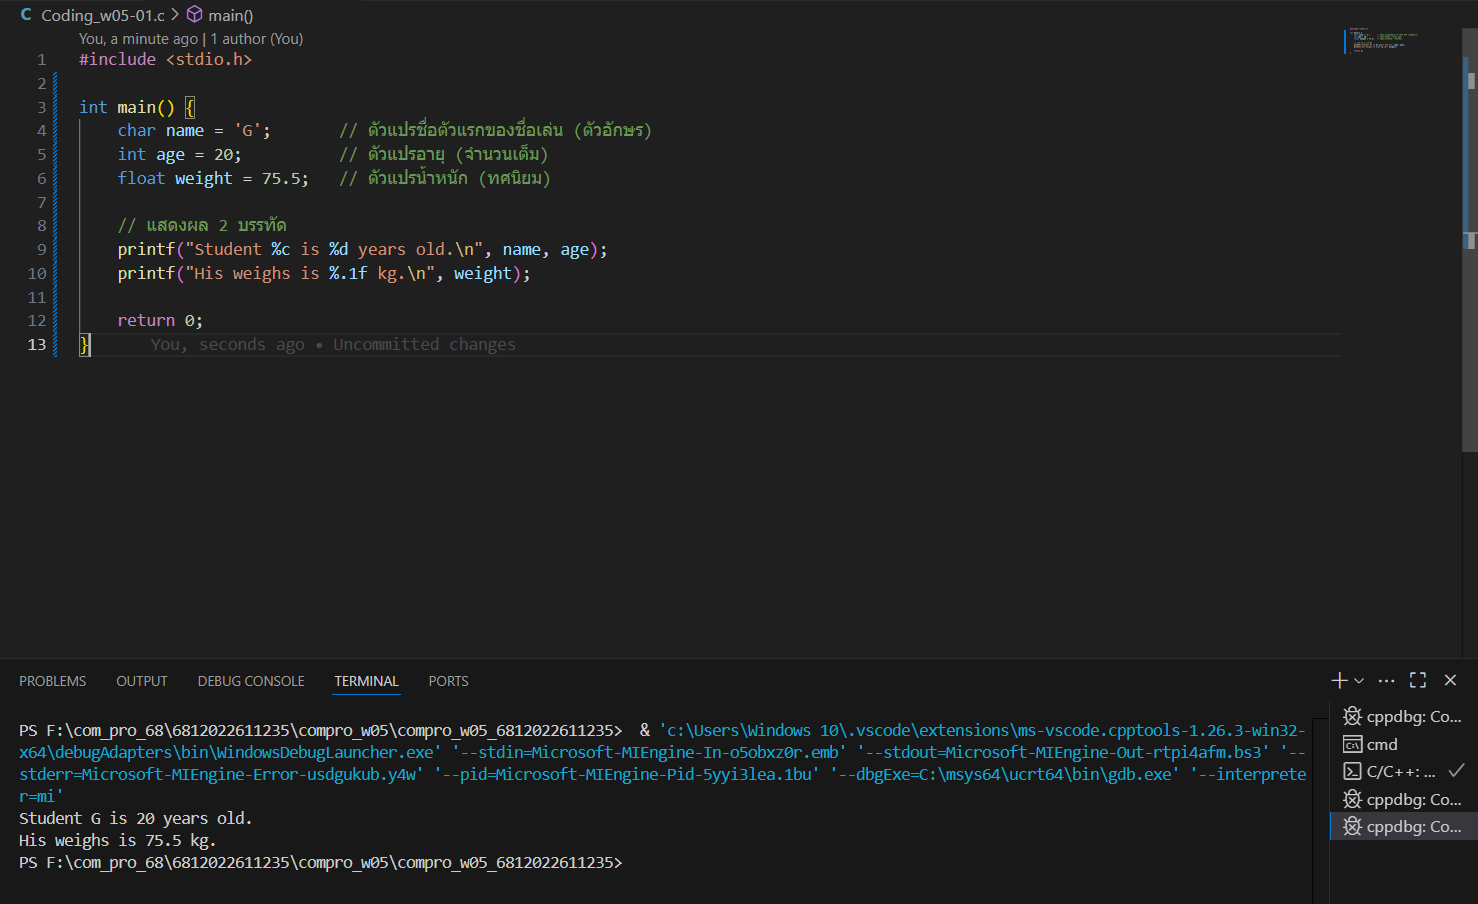 C Coding_w05-01.c > main()
You, a minute ago | 1 author (You)
1 #include <stdio.h>
2
3 int main() {
4 char name = 'G'; // ตัวแปรชื่อตัวแรกของชื่อเล่น (ตัวอักษร)
5 int age = 20; // ตัวแปรอายุ (จำนวนเต็ม)
6 float weight = 75.5; // ตัวแปรน้ำหนัก (ทศนิยม)
7
8 // แสดงผล 2 บรรทัด
9 printf("Student %c is %d years old.\n", name, age);
10 printf("His weighs is %.1f kg.\n", weight);
11
12 return 0;
13 } You, seconds ago • Uncommitted changes
PROBLEMS OUTPUT DEBUG CONSOLE TERMINAL PORTS
PS F:\com_pro_68\6812022611235\compro_w05\compro_w05_6812022611235> & 'c:\Users\Windows 10\.vscode\extensions\ms-vscode.cpptools-1.26.3-win32-
x64\debugAdapters\bin\WindowsDebugLauncher.exe' '--stdin=Microsoft-MIEngine-In-o5obxz0r.emb' '--stdout=Microsoft-MIEngine-Out-rtpi4afm.bs3' '--
stderr=Microsoft-MIEngine-Error-usdgukub.y4w' '--pid=Microsoft-MIEngine-Pid-5yyi3lea.1bu' '--dbgExe=C:\msys64\ucrt64\bin\gdb.exe' '--interprete
r=mi'
Student G is 20 years old.
His weighs is 75.5 kg.
PS F:\com_pro_68\6812022611235\compro_w05\compro_w05_6812022611235>
cppdbg: Co...
cmd
C/C++: ...
cppdbg: Co...
cppdbg: Co...